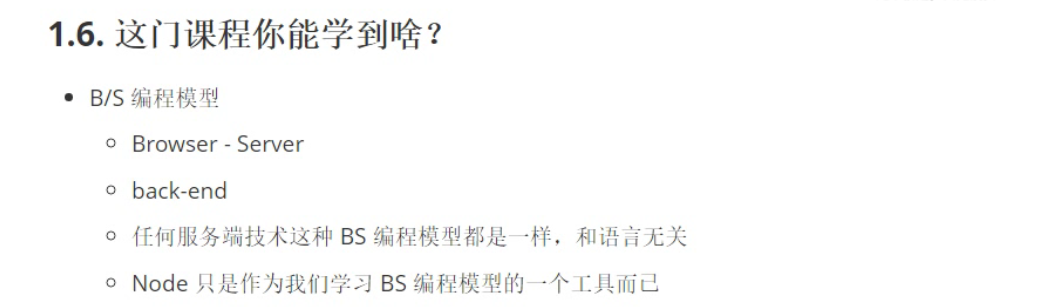 1.6. 这门课程你能学到啥？
B/S 编程模型
Browser - Server
back-end
任何服务端技术这种 BS 编程模型都是一样，和语言无关
Node 只是作为我们学习 BS 编程模型的一个工具而已